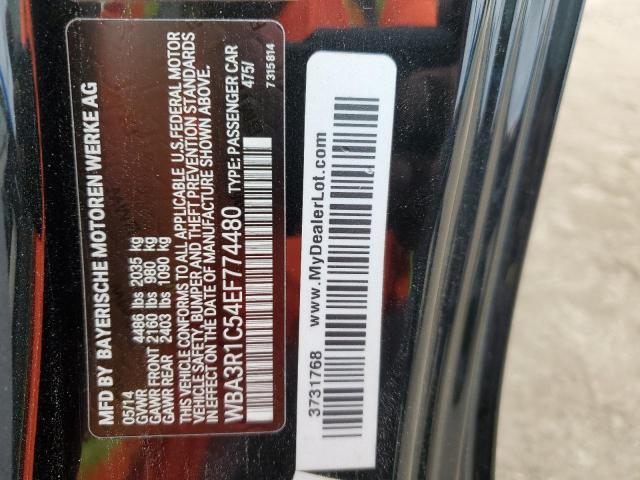 MFD BY BAYERISCHE MOTOREN WERKE AG
05/14
GVWR 4480 lbs 2035 kg
GAWR FRONT 2160 lbs 980 kg
GAWR REAR 2403 lbs 1090 kg
THIS VEHICLE CONFORMS TO ALL APPLICABLE U.S.FEDERAL MOTOR
VEHICLE SAFETY, BUMPER AND THEFT PREVENTION STANDARDS
IN EFFECT ON THE DATE OF MANUFACTURE SHOWN ABOVE.
WBA3R1C54EF774480 TYPE: PASSENGER CAR
475/
7315814
3731768 www.MyDealerLot.com